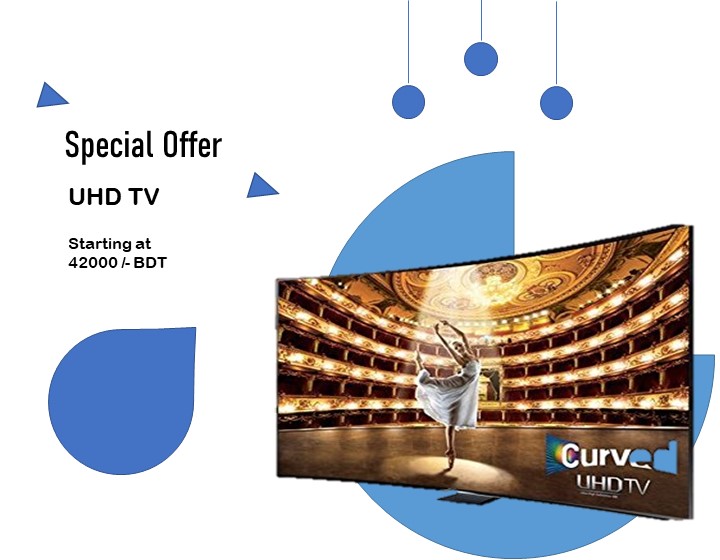 Special Offer
UHD TV
Starting at
42000 /- BDT
Curved
UHD TV